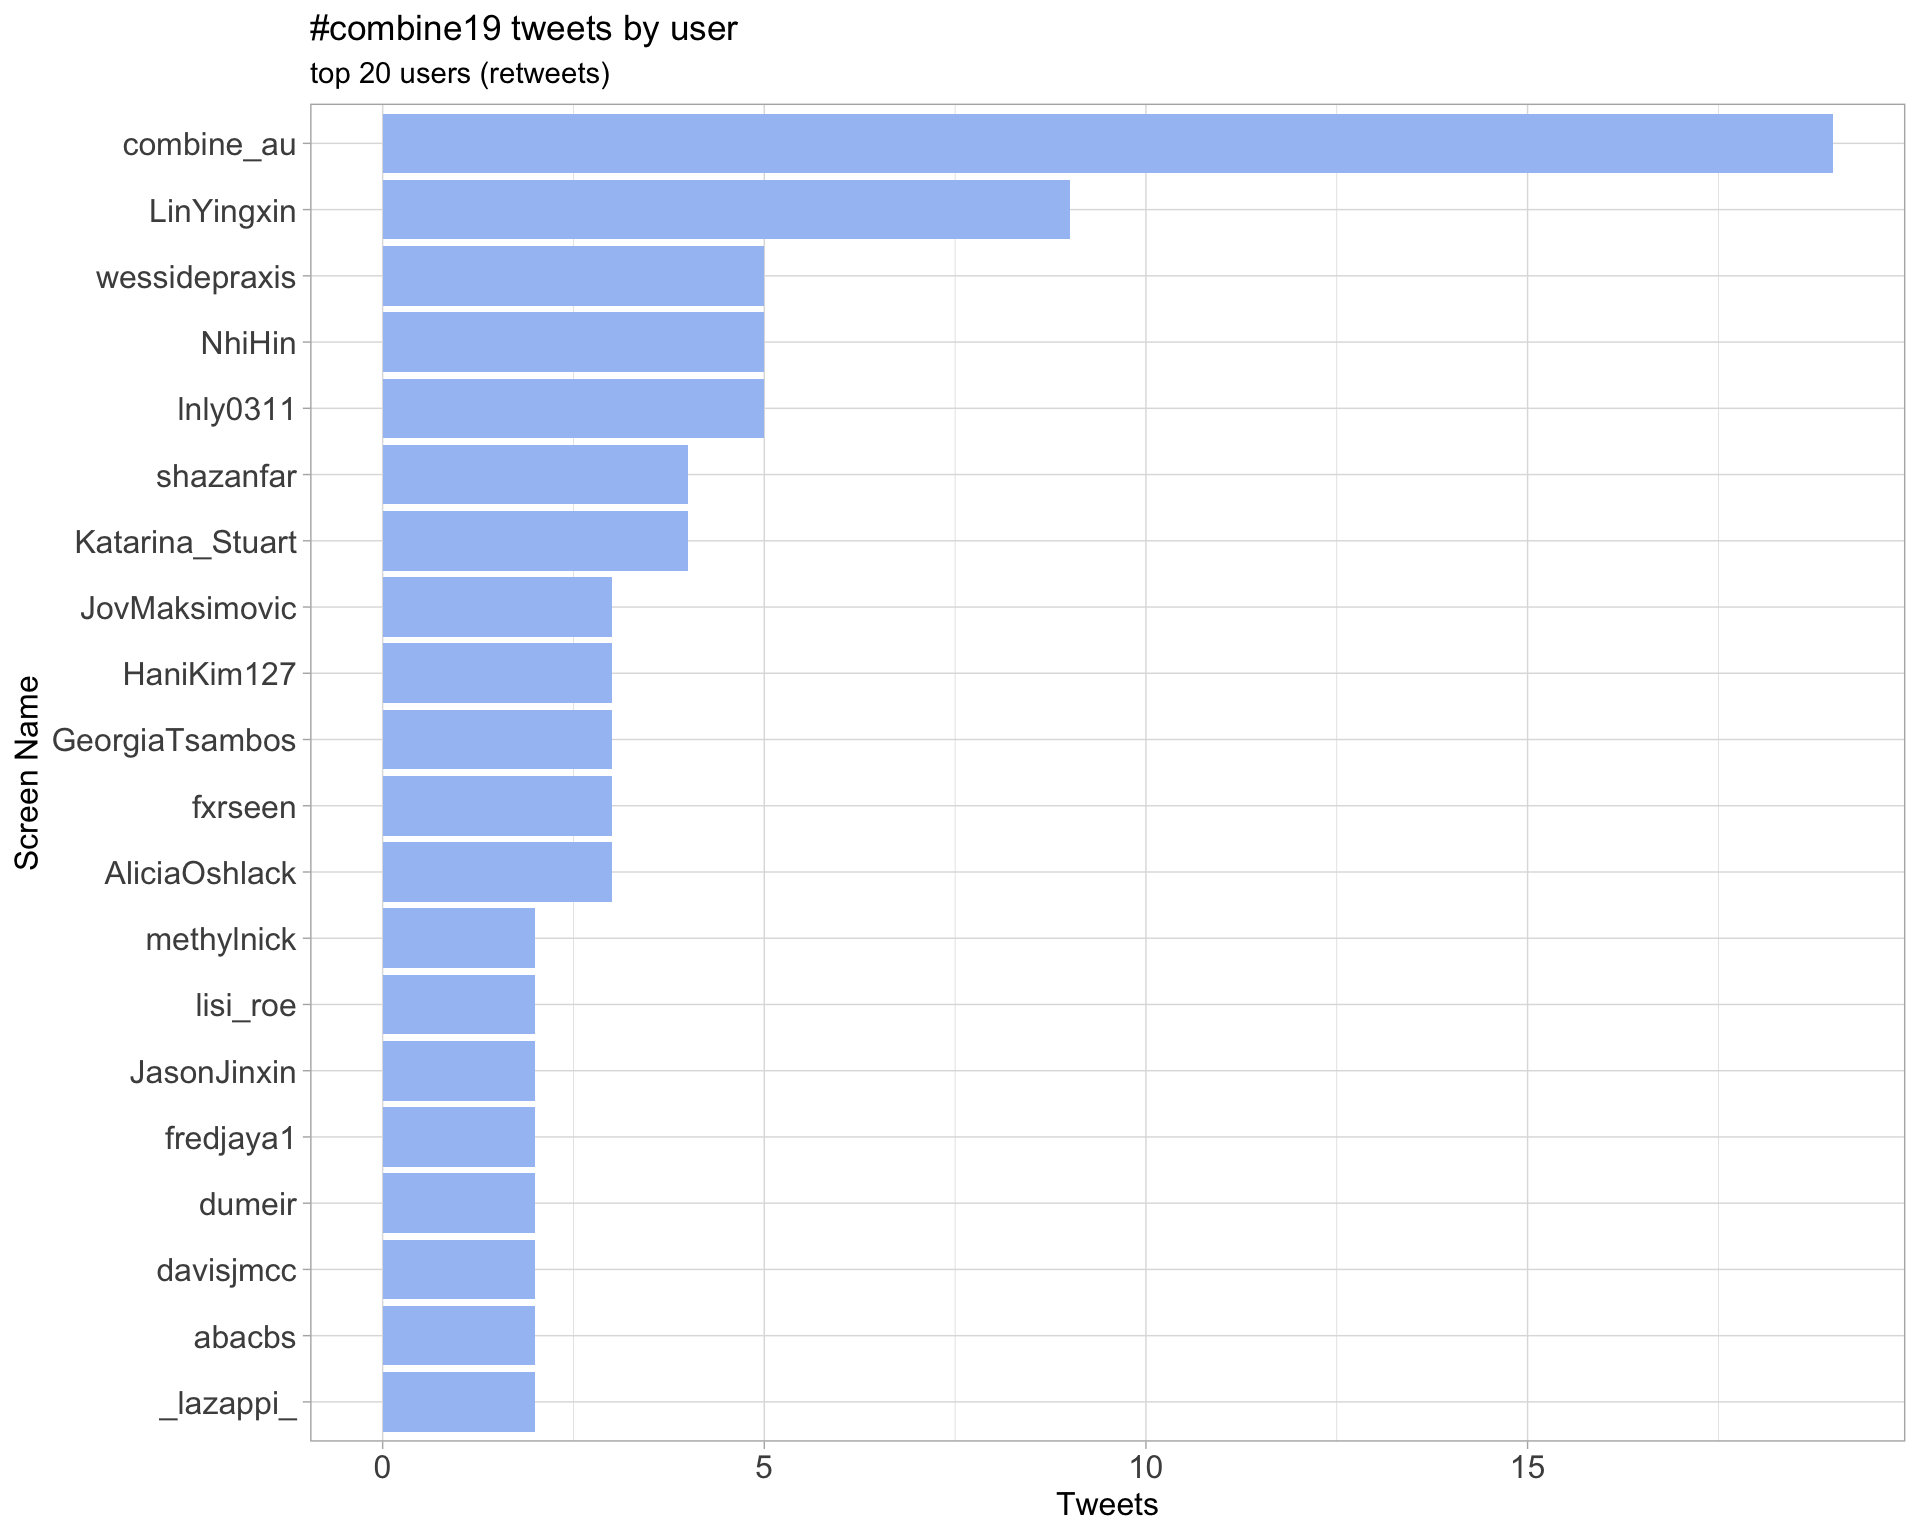 #combine19 tweets by user
top 20 users (retweets)
combine_au
LinYingxin
wessidepraxis
NhiHin
lnly0311
shazanfar
Katarina_Stuart
JovMaksimovic
HaniKim127
GeorgiaTsambos
fxrseen
AliciaOshlack
methylnick
lisi_roe
JasonJinxin
fredjaya1
dumeir
davisjmcc
abacbs
_lazappi_
Screen Name
0 5 10 15
Tweets